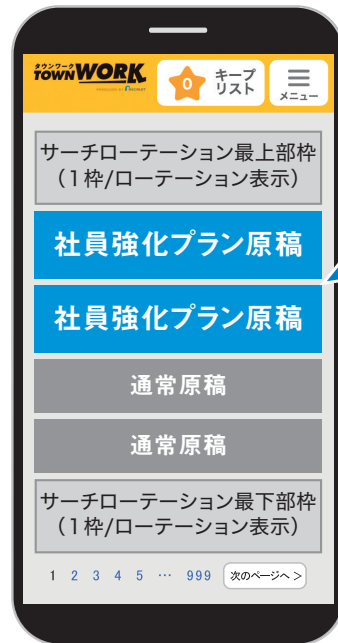 タウンワーク
TOWNWORK
PRODUCED BY RECRUIT
0
キープ
リスト
メニュー
サーチローテーション最上部枠
(1枠/ローテーション表示)
社員強化プラン原稿
社員強化プラン原稿
通常原稿
通常原稿
サーチローテーション最下部枠
(1枠/ローテーション表示)
1 2 3 4 5 … 999 次のページへ >